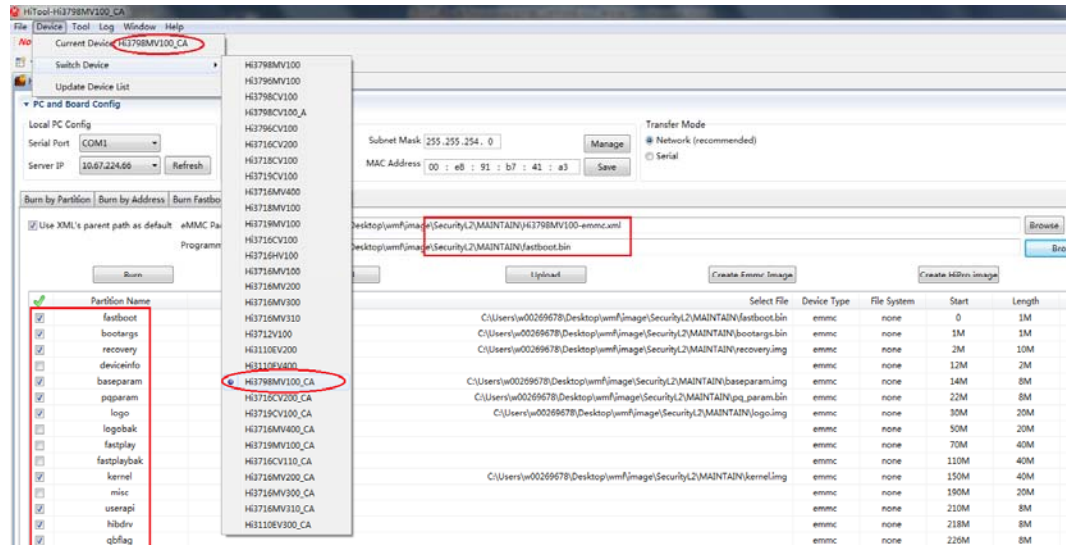 HiTool-Hi3798MV100_CA
File Device Tool Log Window Help
Current Device: Hi3798MV100_CA
Switch Device
Update Device List
Hi3798MV100
Hi3796MV100
Hi3798CV100
Hi3798CV100_A
Hi3796CV100
Hi3716CV200
Hi3718CV100
Hi3719CV100
Hi3716MV400
Hi3718MV100
Hi3719MV100
Hi3716CV100
Hi3716HV100
Hi3716MV100
Hi3716MV200
Hi3716MV300
Hi3716MV310
Hi3712V100
Hi3110EV200
Hi3110EV400
Hi3798MV100_CA
Hi3716CV200_CA
Hi3719CV100_CA
Hi3716MV400_CA
Hi3719MV100_CA
Hi3716CV110_CA
Hi3716MV200_CA
Hi3716MV300_CA
Hi3716MV310_CA
Hi3110EV300_CA
PC and Board Config
Local PC Config
Serial Port COM1
Server IP 10.67.224.66 Refresh
Subnet Mask 255.255.254. 0 Manage
MAC Address 00 : e8 : 91 : b7 : 41 : a3 Save
Transfer Mode
Network (recommended)
Serial
Burn by Partition Burn by Address Burn Fastbo
Use XML's parent path as default eMMC Pa Desktop\wmf\image\SecurityL2\MAINTAIN\Hi3798MV100-emmc.xml Browse
Programm Desktop\wmf\image\SecurityL2\MAINTAIN\fastboot.bin Bro
Burn Upload Create Emmc Image Create HiPro image
Partition Name Select File Device Type File System Start Length
fastboot C:\Users\w00269678\Desktop\wmf\image\SecurityL2\MAINTAIN\fastboot.bin emmc none 0 1M
bootargs C:\Users\w00269678\Desktop\wmf\image\SecurityL2\MAINTAIN\bootargs.bin emmc none 1M 1M
recovery C:\Users\w00269678\Desktop\wmf\image\SecurityL2\MAINTAIN\recovery.img emmc none 2M 10M
deviceinfo emmc none 12M 2M
baseparam C:\Users\w00269678\Desktop\wmf\image\SecurityL2\MAINTAIN\baseparam.img emmc none 14M 8M
pqparam C:\Users\w00269678\Desktop\wmf\image\SecurityL2\MAINTAIN\pq_param.bin emmc none 22M 8M
logo C:\Users\w00269678\Desktop\wmf\image\SecurityL2\MAINTAIN\logo.img emmc none 30M 20M
logobak emmc none 50M 20M
fastplay emmc none 70M 40M
fastplaybak emmc none 110M 40M
kernel C:\Users\w00269678\Desktop\wmf\image\SecurityL2\MAINTAIN\kernel.img emmc none 150M 40M
misc emmc none 190M 20M
userapi emmc none 210M 8M
hibdrv emmc none 218M 8M
qbflag emmc none 226M 8M